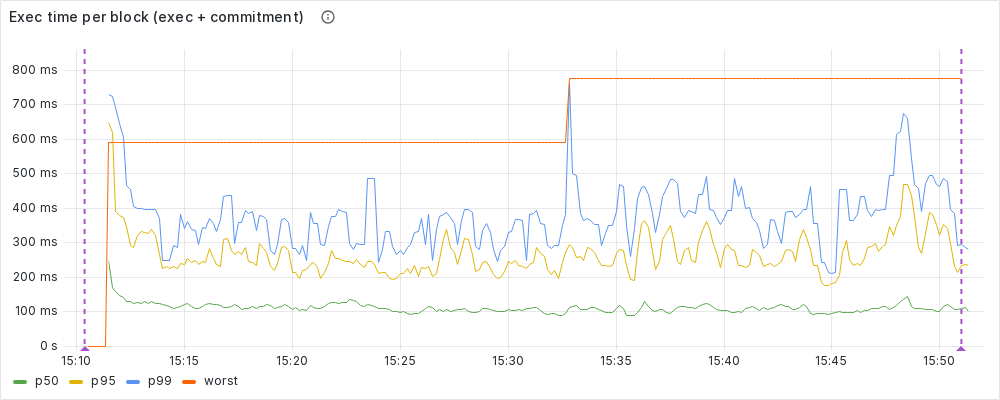 Exec time per block (exec + commitment)
800 ms
700 ms
600 ms
500 ms
400 ms
300 ms
200 ms
100 ms
0 s
15:10 15:15 15:20 15:25 15:30 15:35 15:40 15:45 15:50
p50 p95 p99 worst